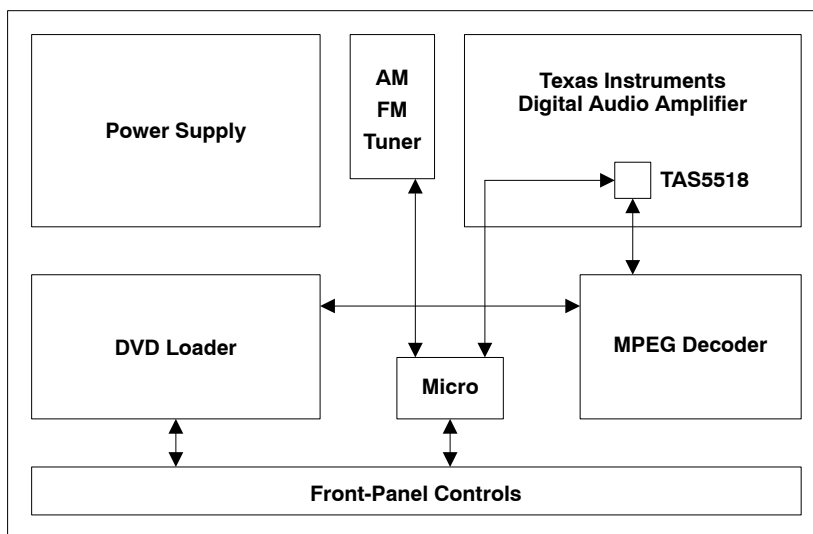 Power Supply
AM
FM
Tuner
Texas Instruments
Digital Audio Amplifier
TAS5518
DVD Loader
Micro
MPEG Decoder
Front-Panel Controls